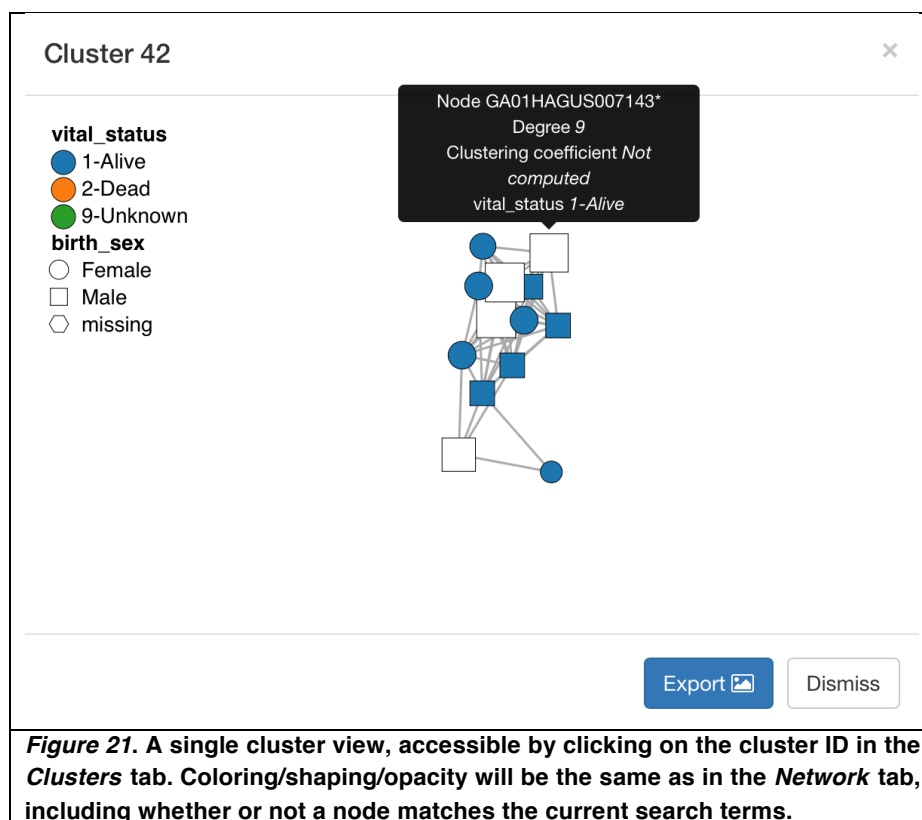 Cluster 42
×
Node GA01HAGUS007143*
Degree 9
Clustering coefficient Not
computed
vital_status 1-Alive
vital_status
1-Alive
2-Dead
9-Unknown
birth_sex
Female
Male
missing
Export
Dismiss
Figure 21. A single cluster view, accessible by clicking on the cluster ID in the
Clusters tab. Coloring/shaping/opacity will be the same as in the Network tab,
including whether or not a node matches the current search terms.